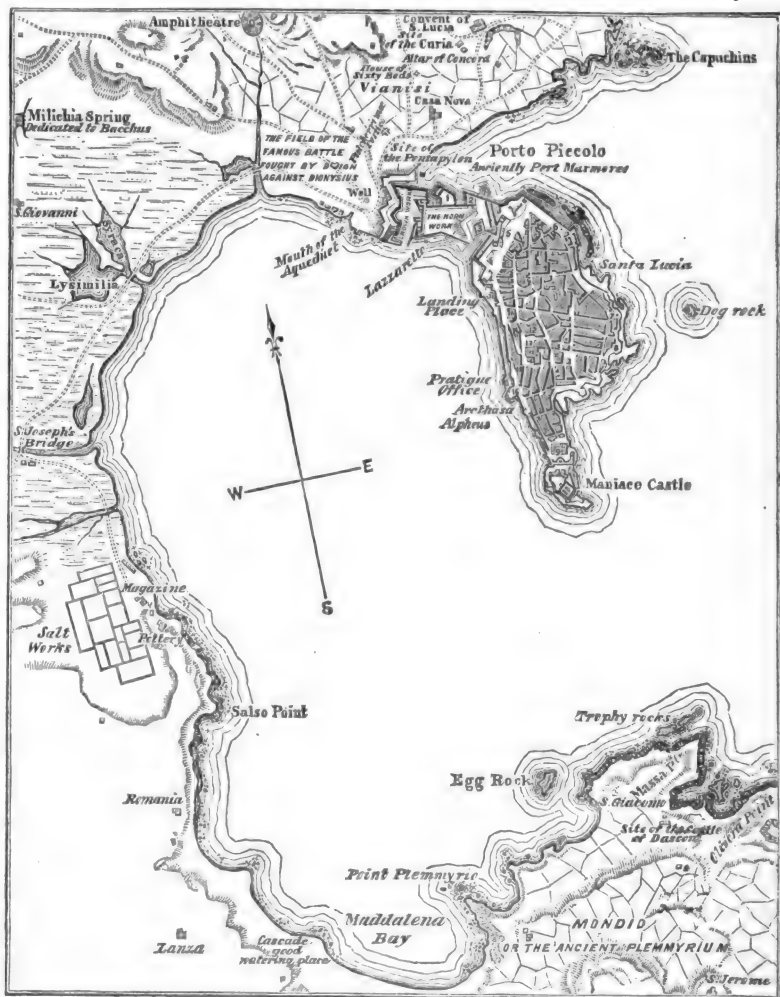 Amphitheatre
Convent of
S. Lucia
Site
of the Curia
Altar of Concord
House of
Sixty Beds
Vianisi
Casa Nova
The Capuchins
Milichia Spring
Dedicated to Bacchus
THE FIELD OF THE
FAMOUS BATTLE
FOUGHT BY DION
AGAINST DIONYSIUS
Site of
the Pentapylon
Porto Piccolo
Anciently Port Marmoreo
Well
S. Giovanni
Syraca
Lysimilia
Mouth of the
Aqueduct
THE HORN
WORKS
Lazzaretto
Landing
Place
Santa Lucia
Dog rock
Pratique
Office
Arethusa
Alpheus
S. Joseph's
Bridge
W
E
S
Maniace Castle
Magazine
Salt
Works
Pottery
Salso Point
Trophy rocks
Egg Rock
Massa
S. Giacomo
Site of the Castle
of Dascon
Point
Romania
Point Plemmyric
Maddalena
Bay
MONDIO
OR THE ANCIENT PLEMMYRIUM
Lanza
Cascade
good
watering place
S. Jerome